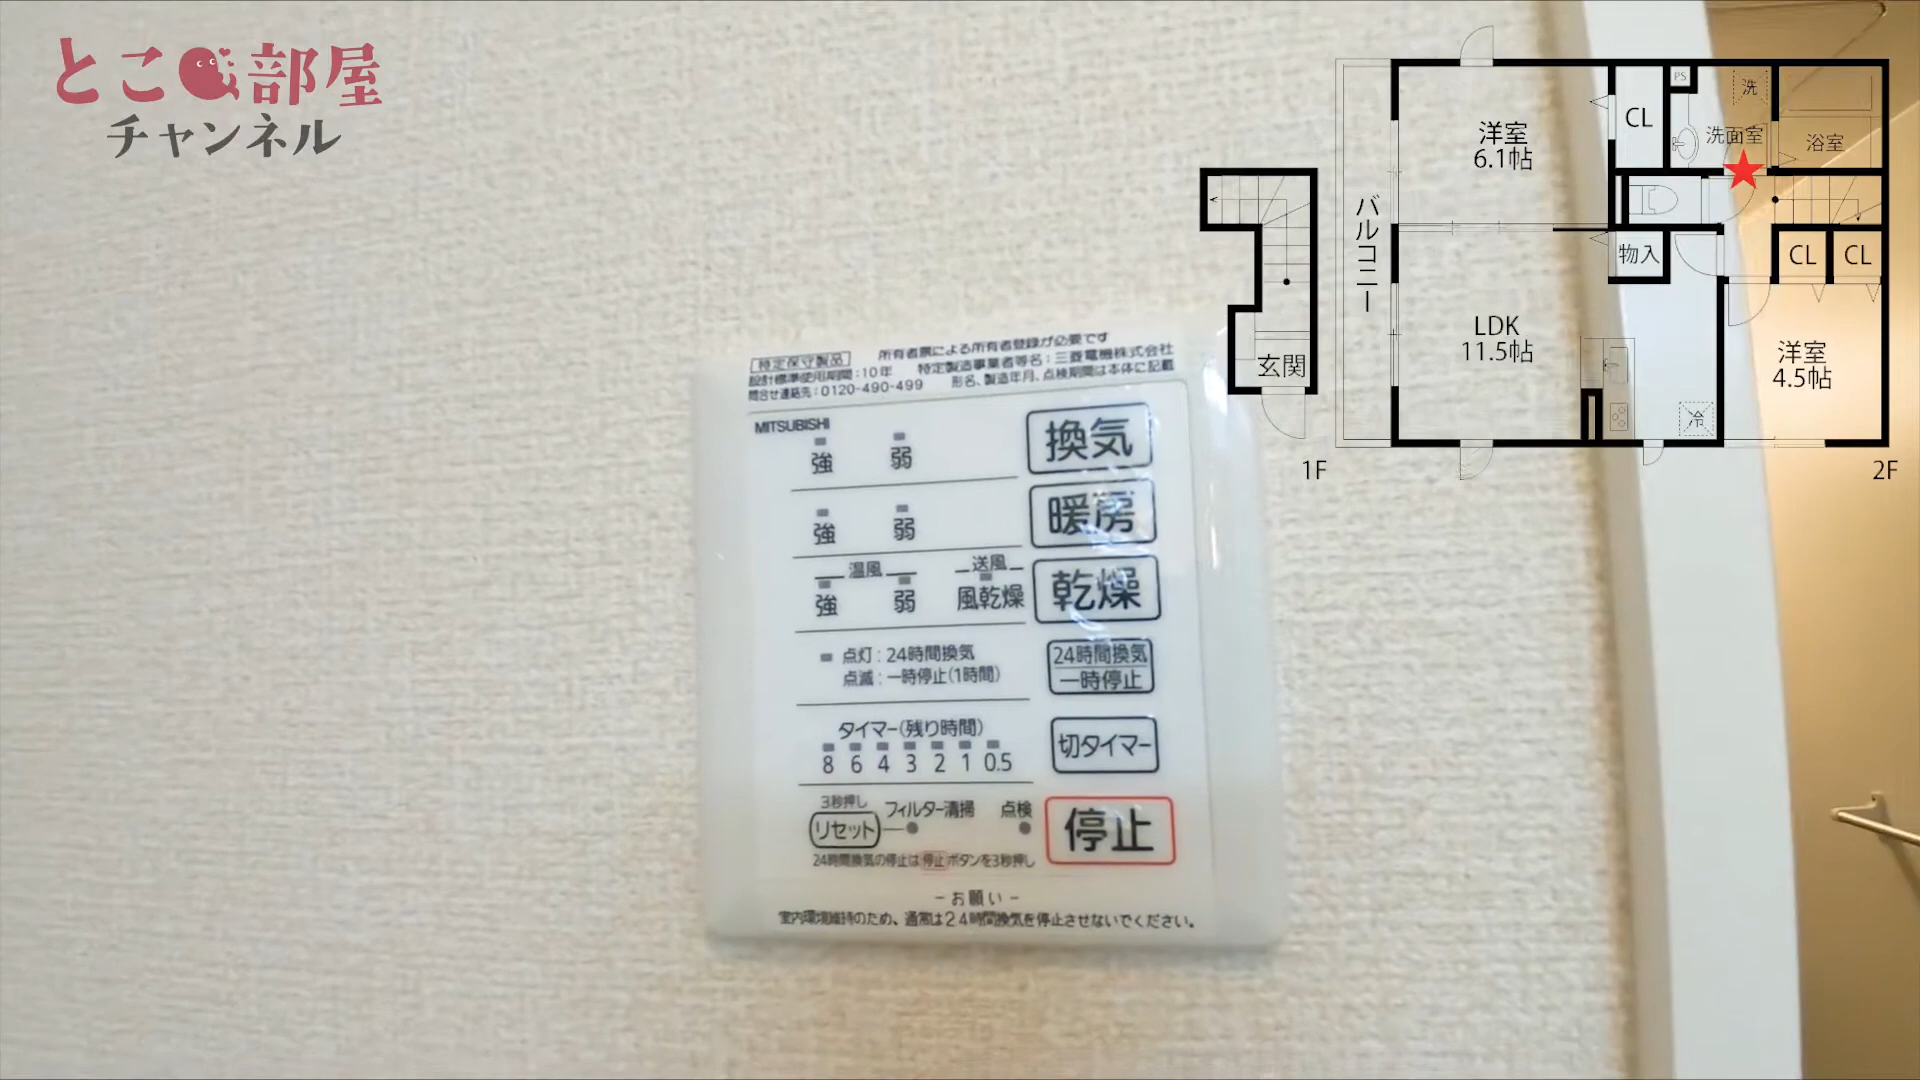 とこ部屋
チャンネル
洋室
6.1帖
CL
PS
洗
洗面室
浴室
バルコニー
物入
CL
CL
LDK
11.5帖
洋室
4.5帖
冷
玄関
1F
2F
特定保守製品 所有者票による所有者登録が必要です
設計標準使用期間:10年 特定製造事業者等名:三菱電機株式会社
問合せ連絡先:0120-490-499 形名、製造年月、点検期間は本体に記載
MITSUBISHI
強 弱 換気
強 弱 暖房
温風 送風
強 弱 風乾燥 乾燥
点灯:24時間換気
点滅:一時停止(1時間)
24時間換気
一時停止
タイマー(残り時間)
8 6 4 3 2 1 0.5
切タイマー
3秒押し
リセット フィルター清掃 点検
停止
24時間換気の停止は停止ボタンを3秒押し
-お願い-
室内環境維持のため、通常は24時間換気を停止させないでください。